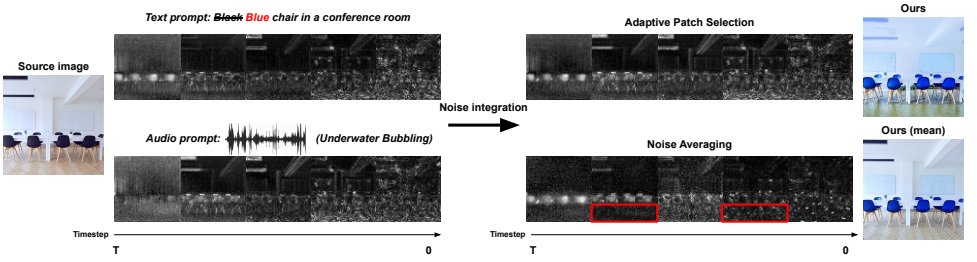 Text prompt: Black Blue chair in a conference room
Source image
Audio prompt: (Underwater Bubbling)
Timestep
T 0
Noise integration
Adaptive Patch Selection
Noise Averaging
Timestep
T 0
Ours
Ours (mean)